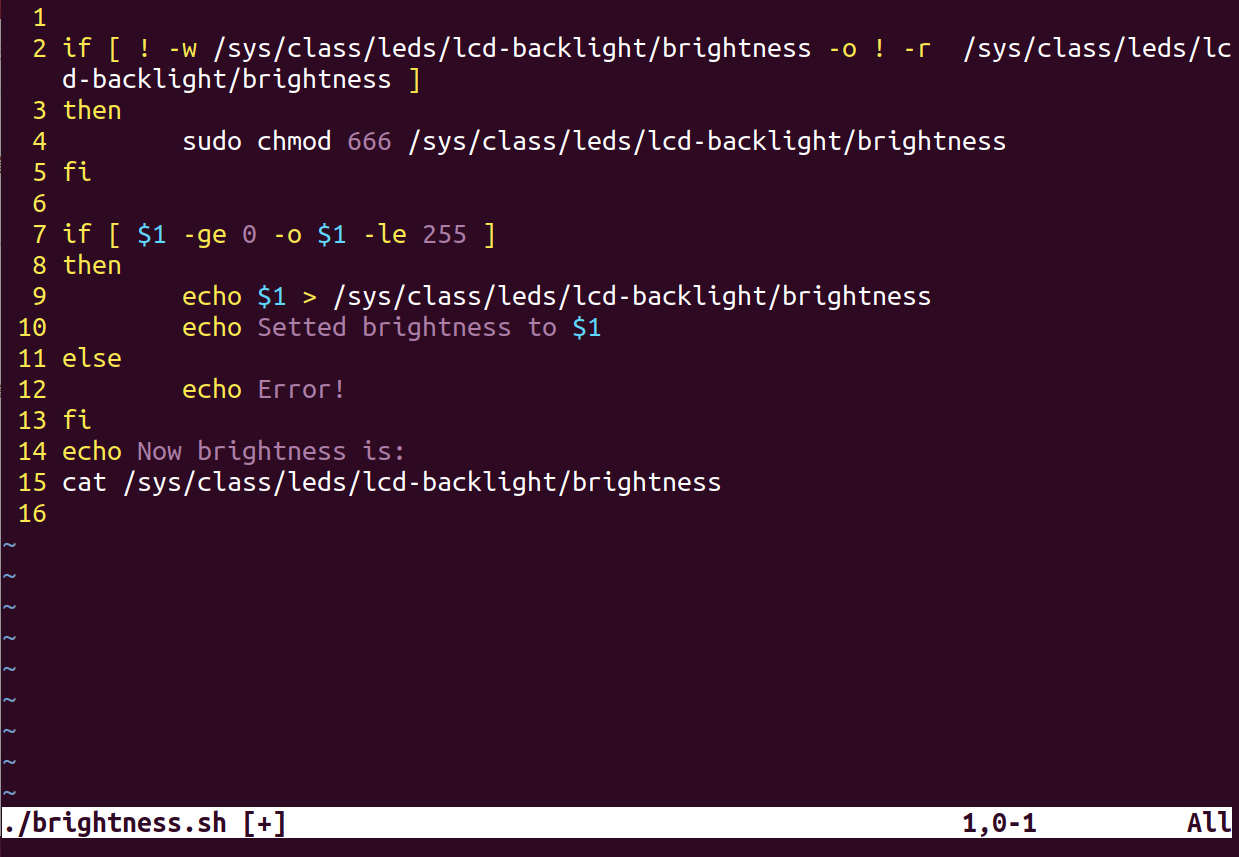 1
2 if [ ! -w /sys/class/leds/lcd-backlight/brightness -o ! -r  /sys/class/leds/lc
d-backlight/brightness ]
3 then
4         sudo chmod 666 /sys/class/leds/lcd-backlight/brightness
5 fi
6
7 if [ $1 -ge 0 -o $1 -le 255 ]
8 then
9         echo $1 > /sys/class/leds/lcd-backlight/brightness
10         echo Setted brightness to $1
11 else
12         echo Error!
13 fi
14 echo Now brightness is:
15 cat /sys/class/leds/lcd-backlight/brightness
16
~
~
~
~
~
~
~
~
~
./brightness.sh [+] 1,0-1 All